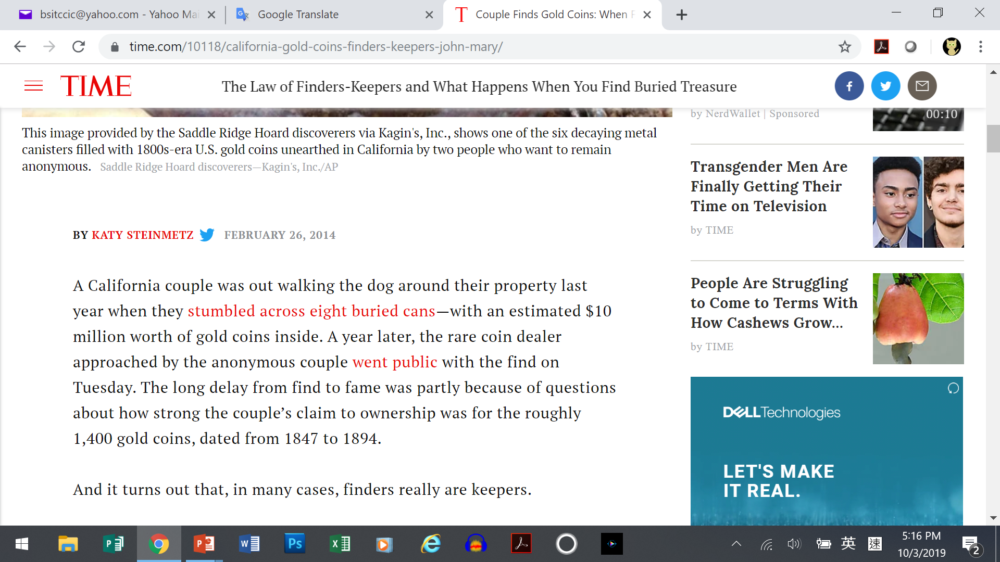 bsitccic@yahoo.com - Yahoo Mai
Google Translate
Couple Finds Gold Coins: When F
time.com/10118/california-gold-coins-finders-keepers-john-mary/
TIME
The Law of Finders-Keepers and What Happens When You Find Buried Treasure
This image provided by the Saddle Ridge Hoard discoverers via Kagin's, Inc., shows one of the six decaying metal
canisters filled with 1800s-era U.S. gold coins unearthed in California by two people who want to remain
anonymous. Saddle Ridge Hoard discoverers—Kagin's, Inc./AP
BY KATY STEINMETZ FEBRUARY 26, 2014
A California couple was out walking the dog around their property last
year when they stumbled across eight buried cans—with an estimated $10
million worth of gold coins inside. A year later, the rare coin dealer
approached by the anonymous couple went public with the find on
Tuesday. The long delay from find to fame was partly because of questions
about how strong the couple’s claim to ownership was for the roughly
1,400 gold coins, dated from 1847 to 1894.
And it turns out that, in many cases, finders really are keepers.
by NerdWallet | Sponsored
00:10
Transgender Men Are
Finally Getting Their
Time on Television
by TIME
People Are Struggling
to Come to Terms With
How Cashews Grow...
by TIME
DELLTechnologies
LET'S MAKE
IT REAL.
英
速
5:16 PM
10/3/2019
2